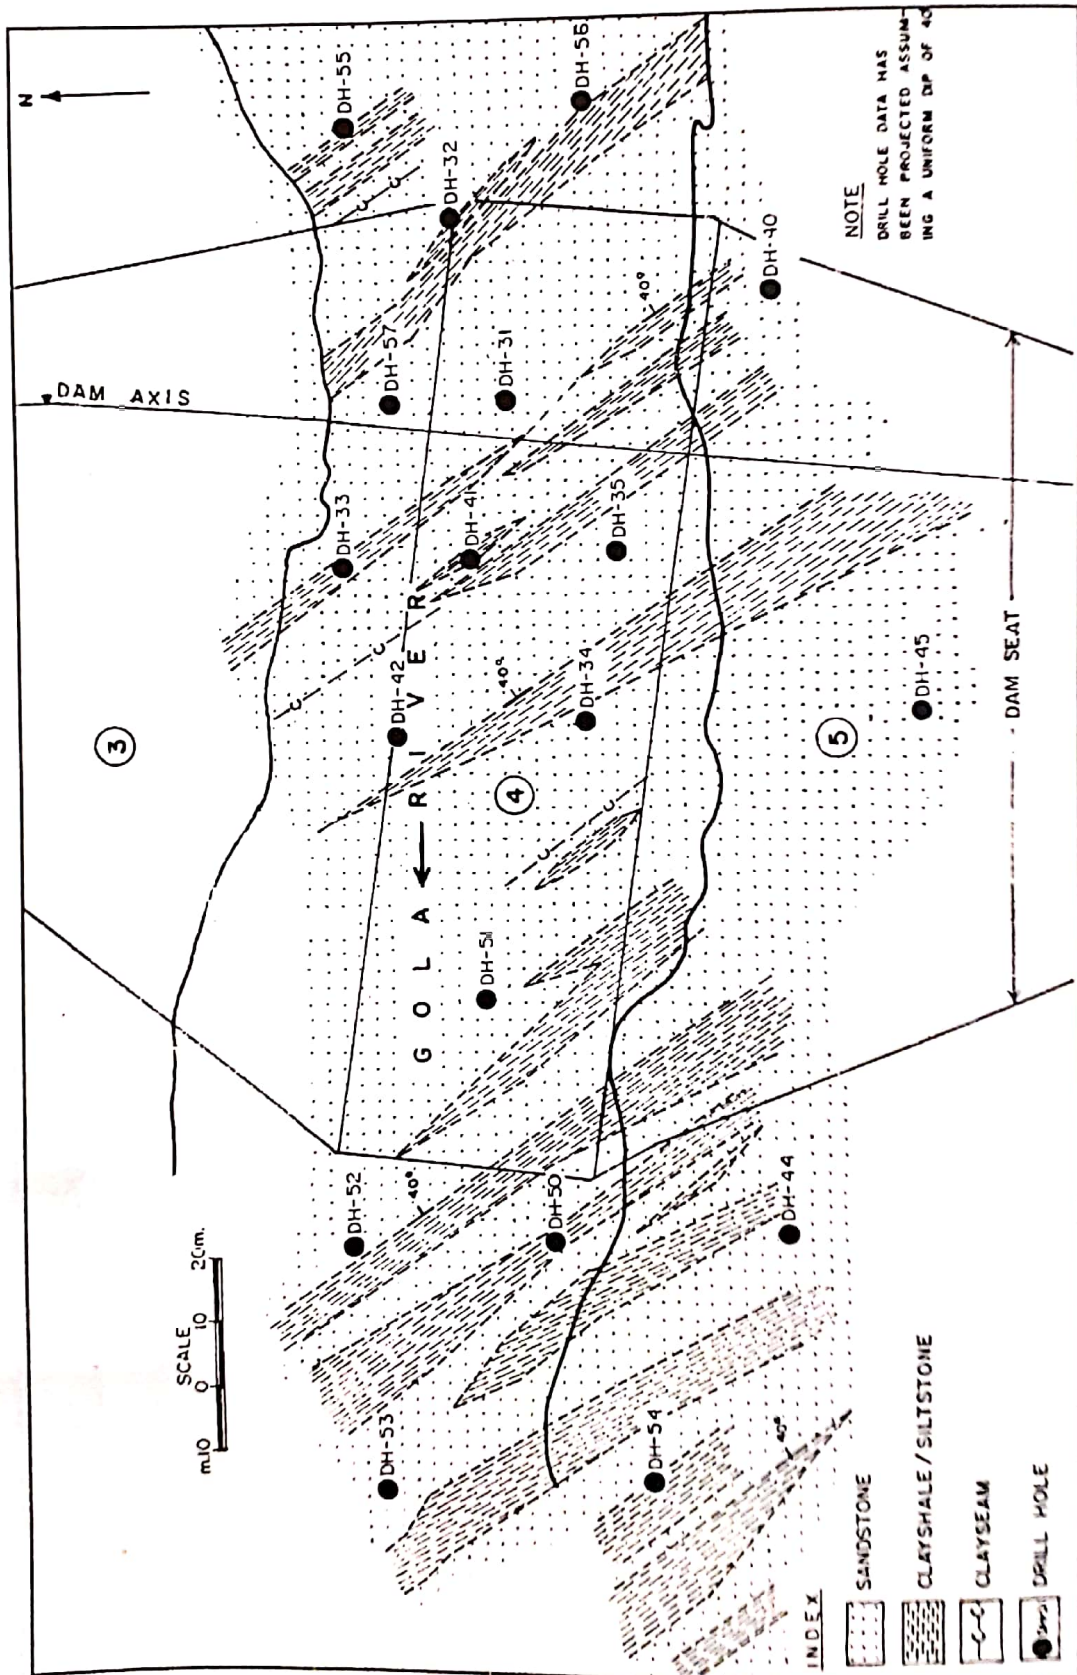 N
DH-55
DH-56
DH-32
C
C
DH-57
DH-31
40°
DH-40
DAM AXIS
DH-33
DH-41
DH-35
NOTE
DRILL HOLE DATA HAS
BEEN PROJECTED ASSUM-
ING A UNIFORM DIP OF 40
C
C
DH-42
40°
DH-34
DH-45
3
4
5
GOLA ← RIVER
C
C
DH-51
DAM SEAT
DH-52
40°
DH-50
DH-44
SCALE
m.10 0 10 20m.
DH-53
DH-54
40°
INDEX
SANDSTONE
CLAYSHALE/SILTSTONE
-C-C- CLAYSEAM
DRILL HOLE